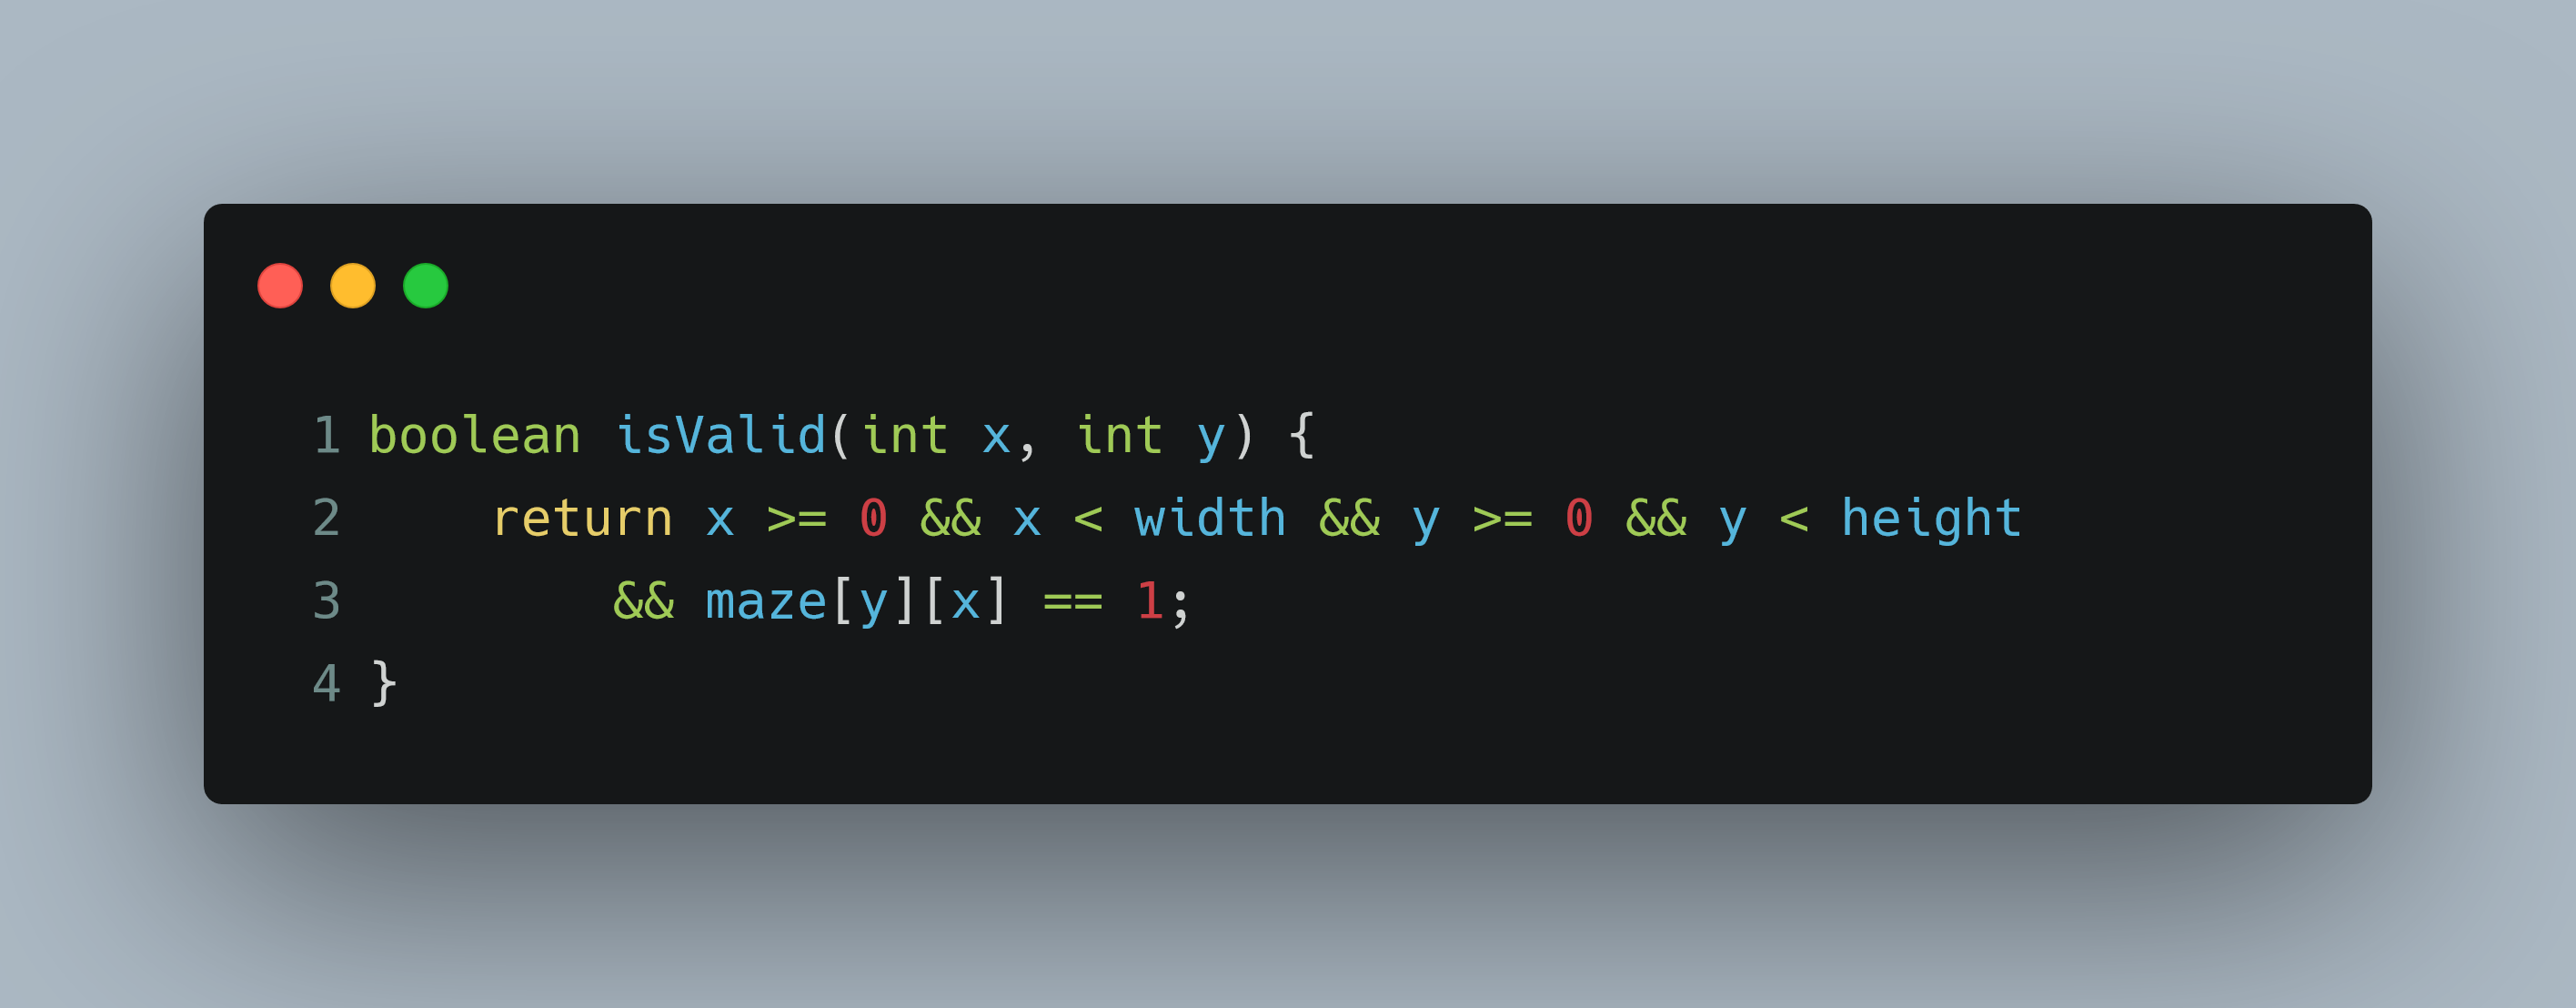 1 boolean isValid(int x, int y) {
2     return x >= 0 && x < width && y >= 0 && y < height
3         && maze[y][x] == 1;
4 }